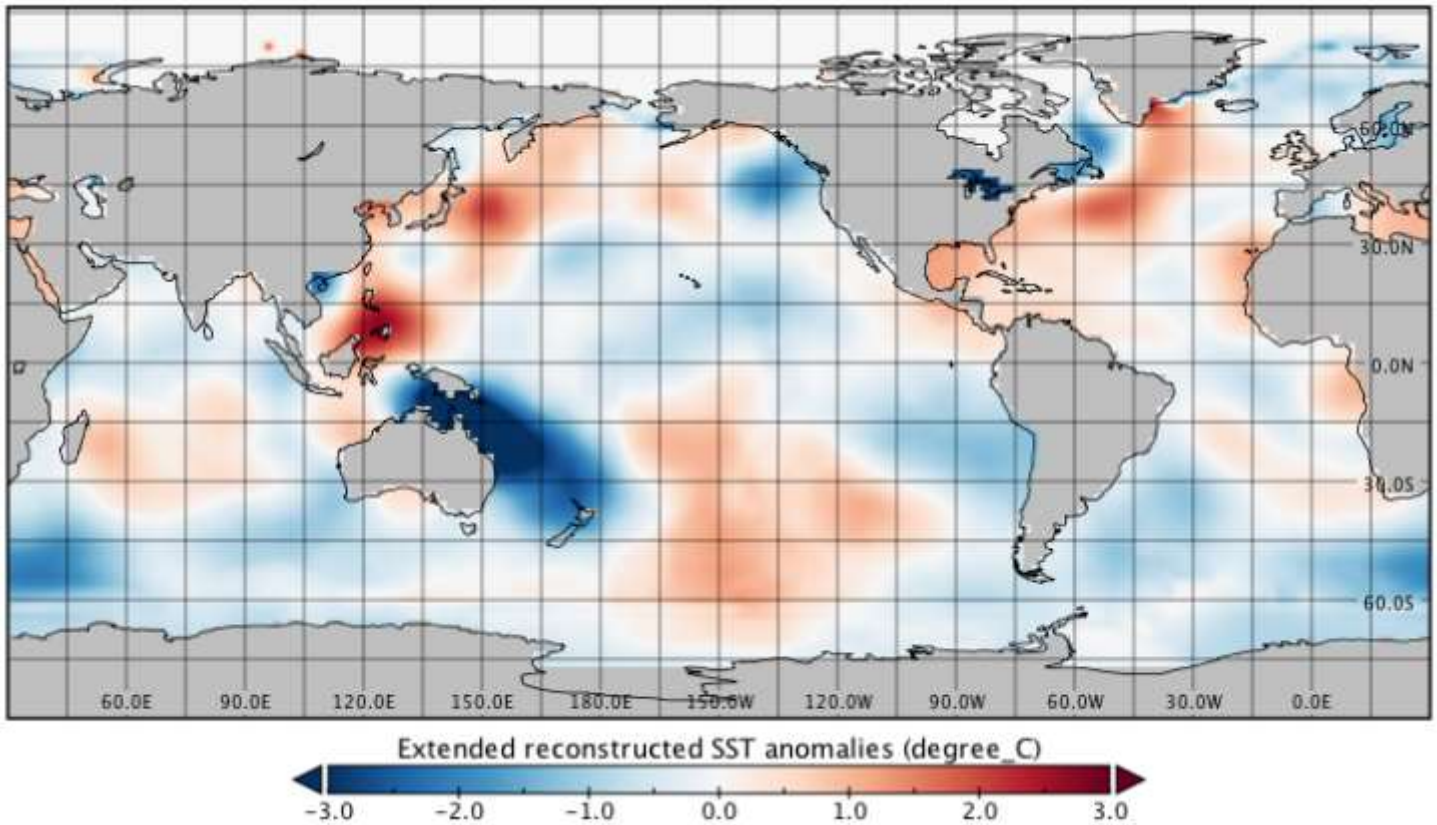 60.0N
30.0N
0.0N
30.0S
60.0S
60.0E 90.0E 120.0E 150.0E 180.0E 150.0W 120.0W 90.0W 60.0W 30.0W 0.0E
Extended reconstructed SST anomalies (degree_C)
-3.0 -2.0 -1.0 0.0 1.0 2.0 3.0